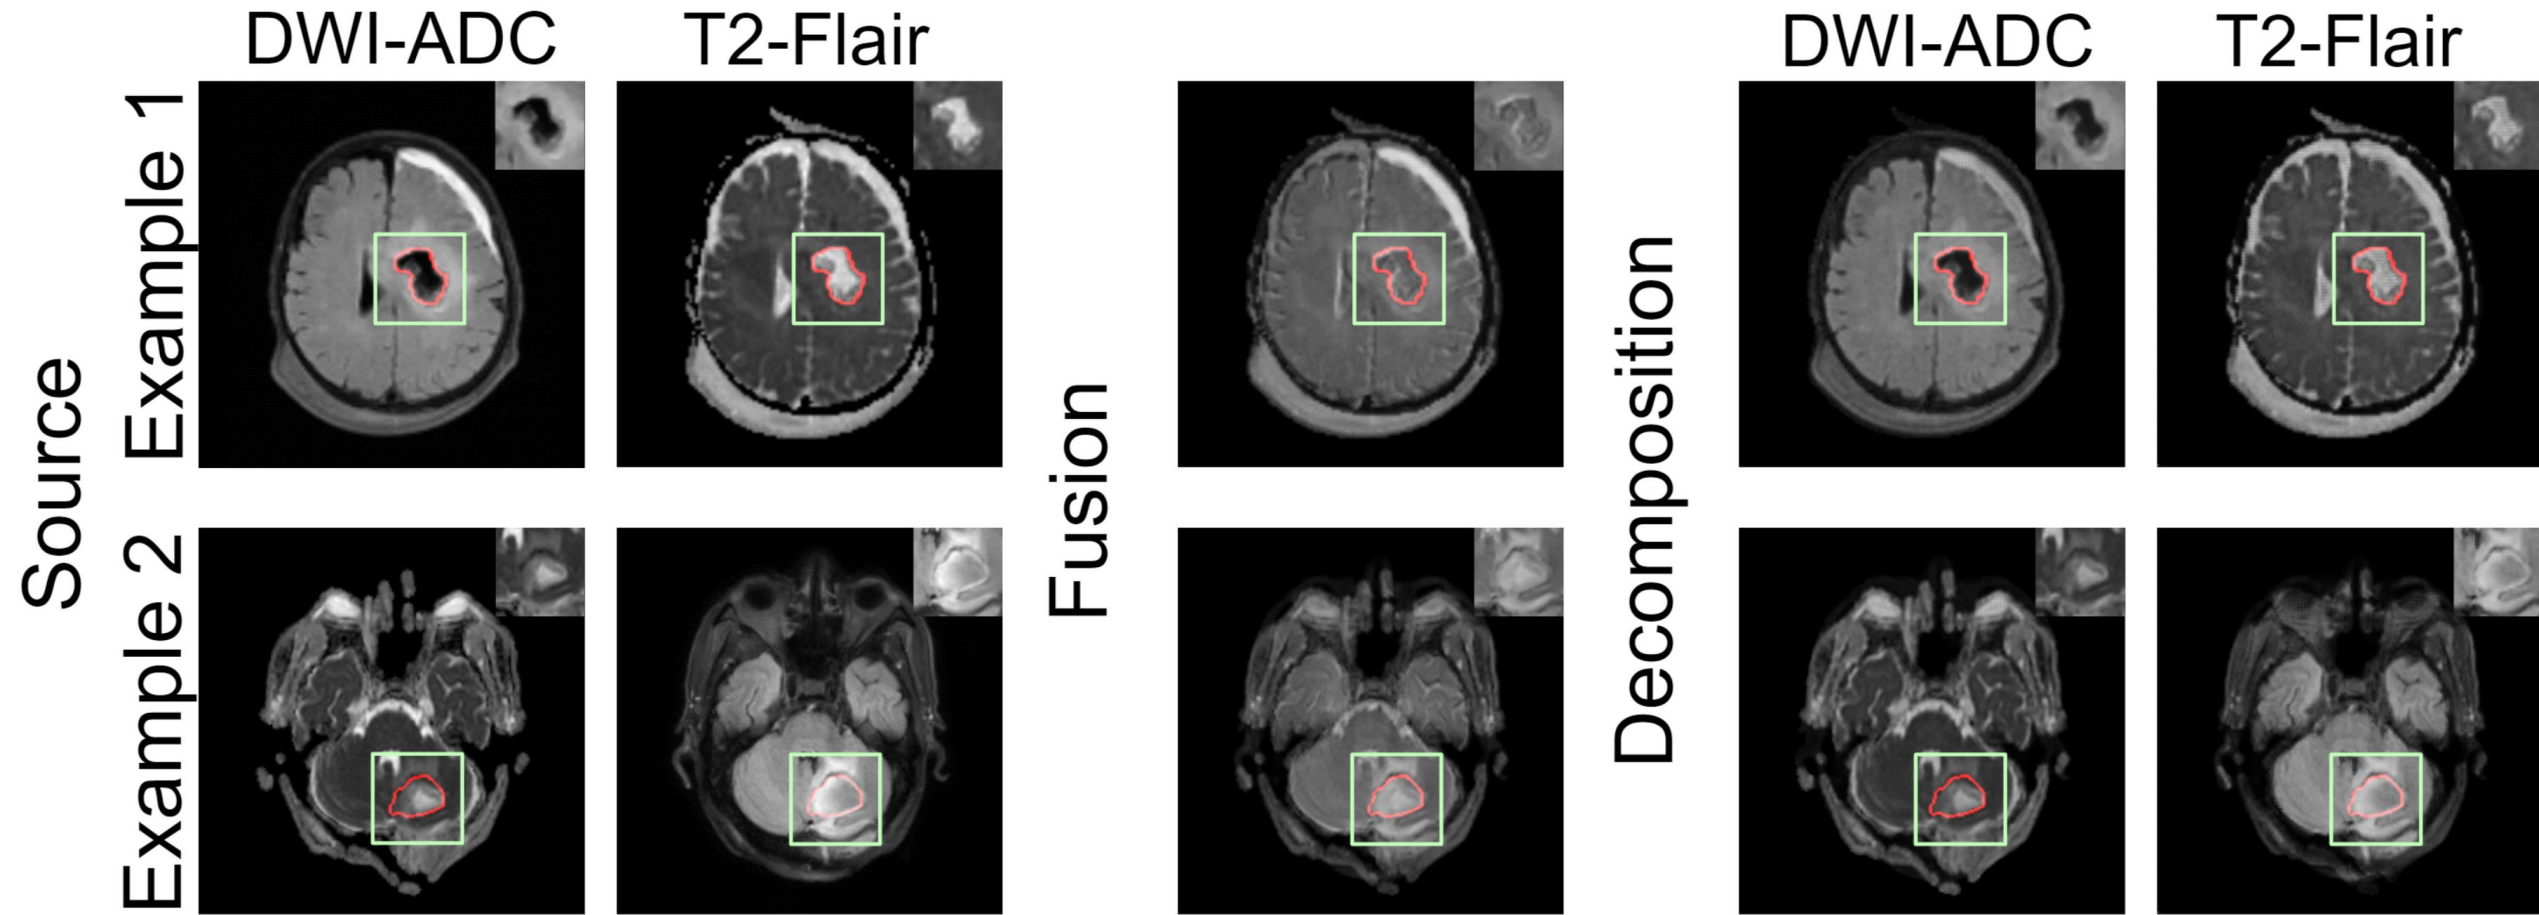 DWI-ADC
T2-Flair
DWI-ADC
T2-Flair
Source
Example 1
Example 2
Fusion
Decomposition